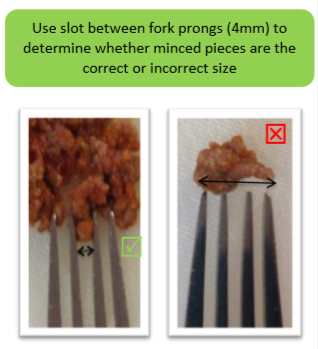 Use slot between fork prongs (4mm) to
determine whether minced pieces are the
correct or incorrect size